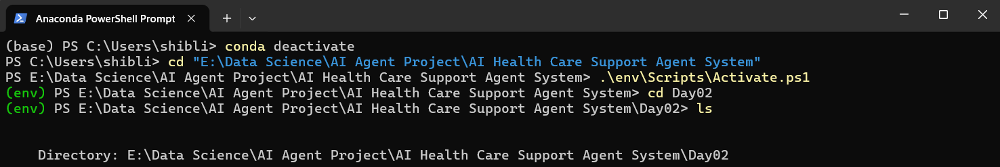 Anaconda PowerShell Prompt
(base) PS C:\Users\shibli> conda deactivate
PS C:\Users\shibli> cd "E:\Data Science\AI Agent Project\AI Health Care Support Agent System"
PS E:\Data Science\AI Agent Project\AI Health Care Support Agent System> .\env\Scripts\Activate.ps1
(env) PS E:\Data Science\AI Agent Project\AI Health Care Support Agent System> cd Day02
(env) PS E:\Data Science\AI Agent Project\AI Health Care Support Agent System\Day02> ls
Directory: E:\Data Science\AI Agent Project\AI Health Care Support Agent System\Day02